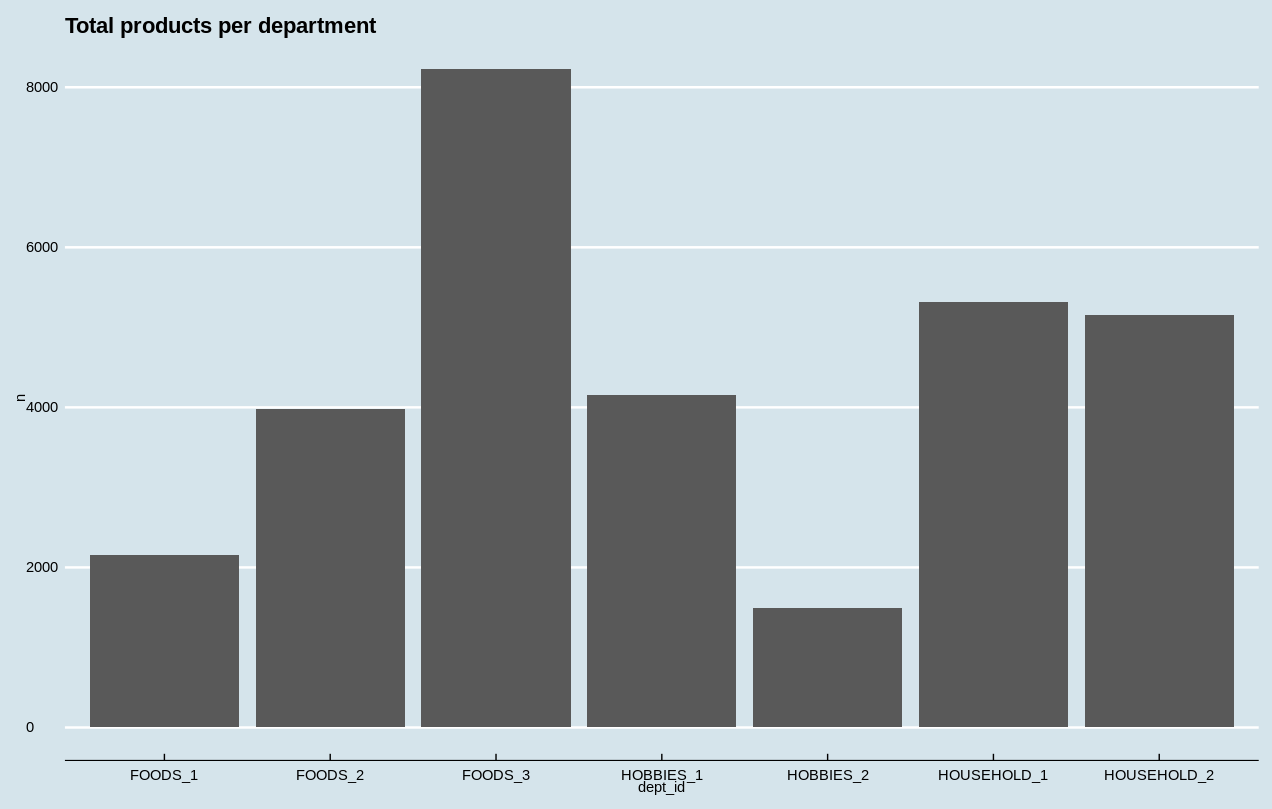 Total products per department
8000
6000
4000
2000
0
n
FOODS_1 FOODS_2 FOODS_3 HOBBIES_1 HOBBIES_2 HOUSEHOLD_1 HOUSEHOLD_2
dept_id